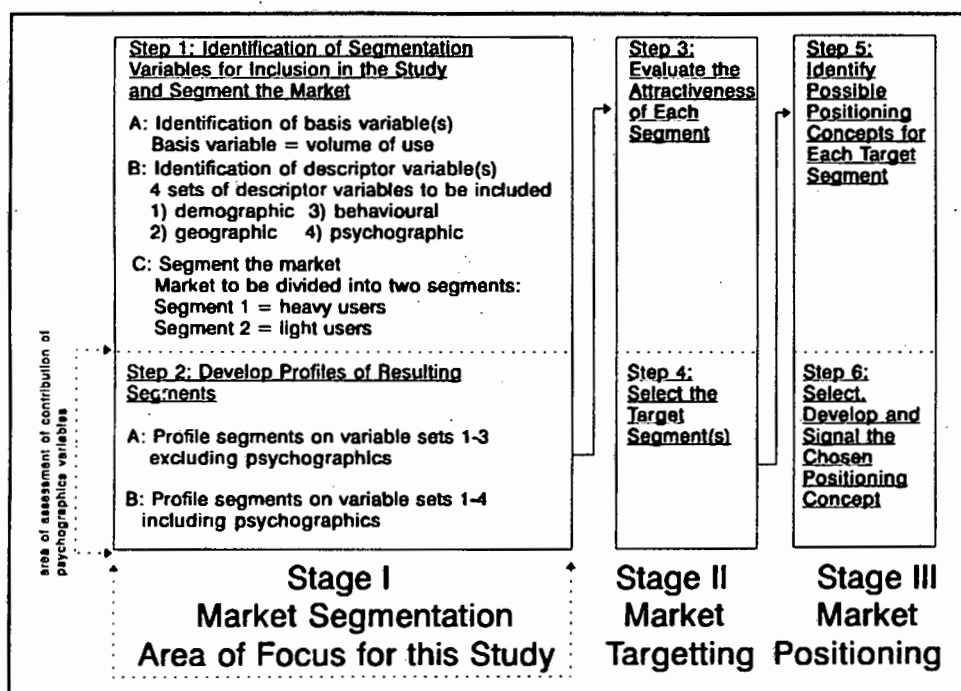 Step 1: Identification of Segmentation
Variables for Inclusion in the Study
and Segment the Market
A: Identification of basis variable(s)
Basis variable = volume of use
B: Identification of descriptor variable(s)
4 sets of descriptor variables to be included
1) demographic 3) behavioural
2) geographic 4) psychographic
C: Segment the market
Market to be divided into two segments:
Segment 1 = heavy users
Segment 2 = light users
Step 2: Develop Profiles of Resulting
Segments
A: Profile segments on variable sets 1-3
excluding psychographics
B: Profile segments on variable sets 1-4
including psychographics
area of assessment of contribution of
psychographics variables
Stage I
Market Segmentation
Area of Focus for this Study
Step 3:
Evaluate the
Attractiveness
of Each
Segment
Step 4:
Select the
Target
Segment(s)
Stage II
Market
Targetting
Step 5:
Identify
Possible
Positioning
Concepts for
Each Target
Segment
Step 6:
Select,
Develop and
Signal the
Chosen
Positioning
Concept
Stage III
Market
Positioning